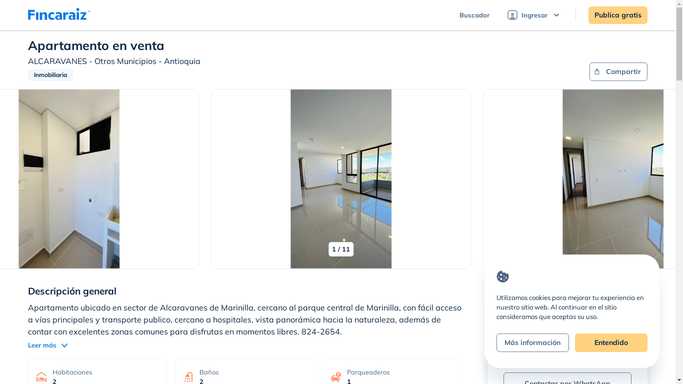 Fincaraiz
Buscador
Ingresar
Publica gratis
Apartamento en venta
ALCARAVANES - Otros Municipios - Antioquia
Inmobiliaria
Compartir
1 / 11
Descripción general
Apartamento ubicado en sector de Alcaravanes de Marinilla, cercano al parque central de Marinilla, con fácil acceso
a vías principales y transporte publico, cercano a hospitales, vista panorámica hacia la naturaleza, además de
contar con excelentes zonas comunes para disfrutas en momentos libres. 824-2654.
Leer más
Habitaciones
2
Baños
2
Parqueaderos
1
Utilizamos cookies para mejorar tu experiencia en
nuestro sitio web. Al continuar en el sitio
consideramos que aceptas su uso.
Más información
Entendido
Contactar por WhatsApp